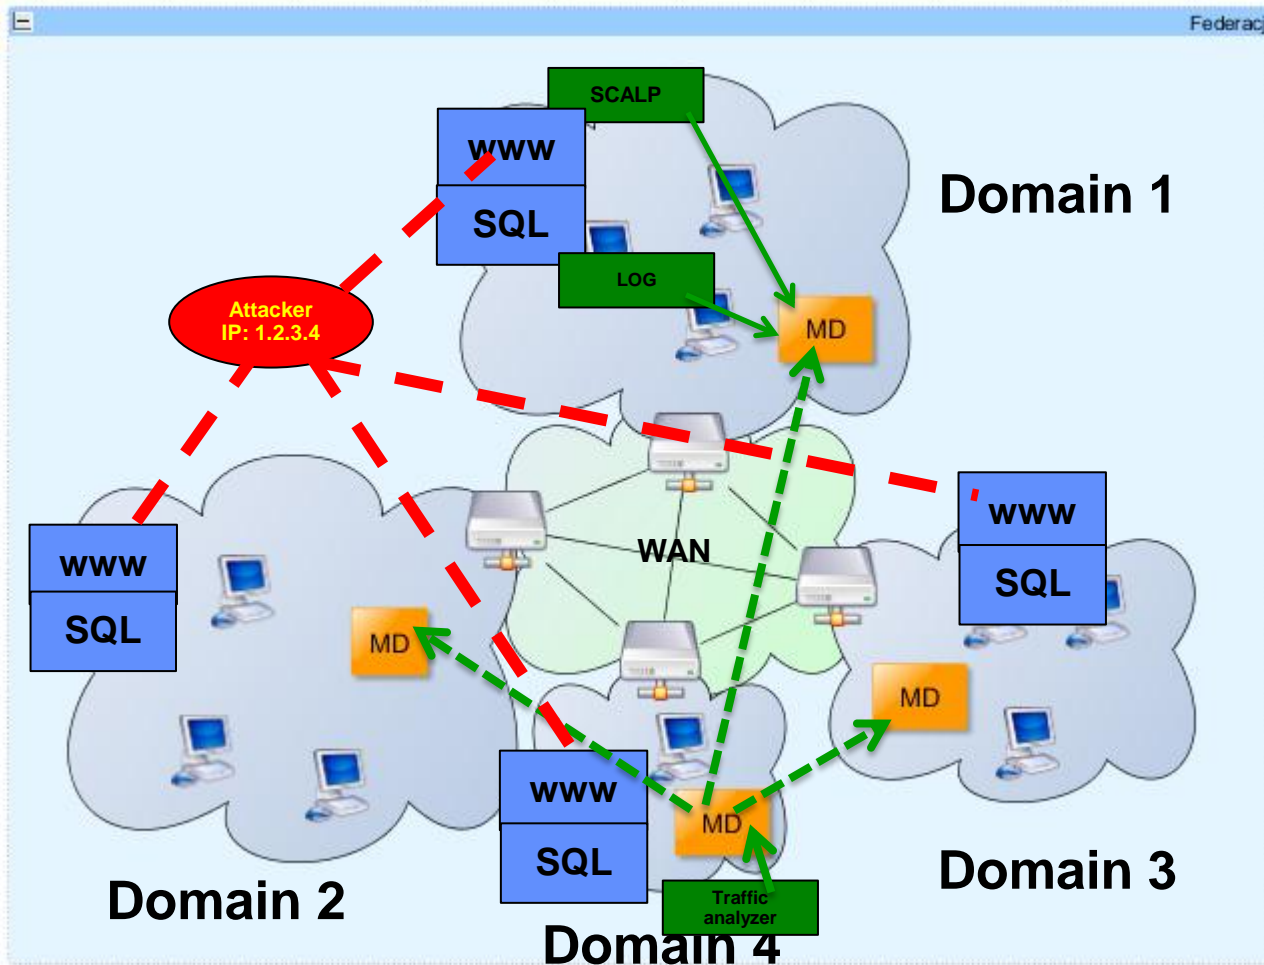 Federacj
SCALP
www
SQL
Domain 1
LOG
Attacker
IP: 1.2.3.4
MD
www
SQL
WAN
www
SQL
MD
MD
www
SQL
MD
Domain 2
Domain 3
Traffic
analyzer
Domain 4